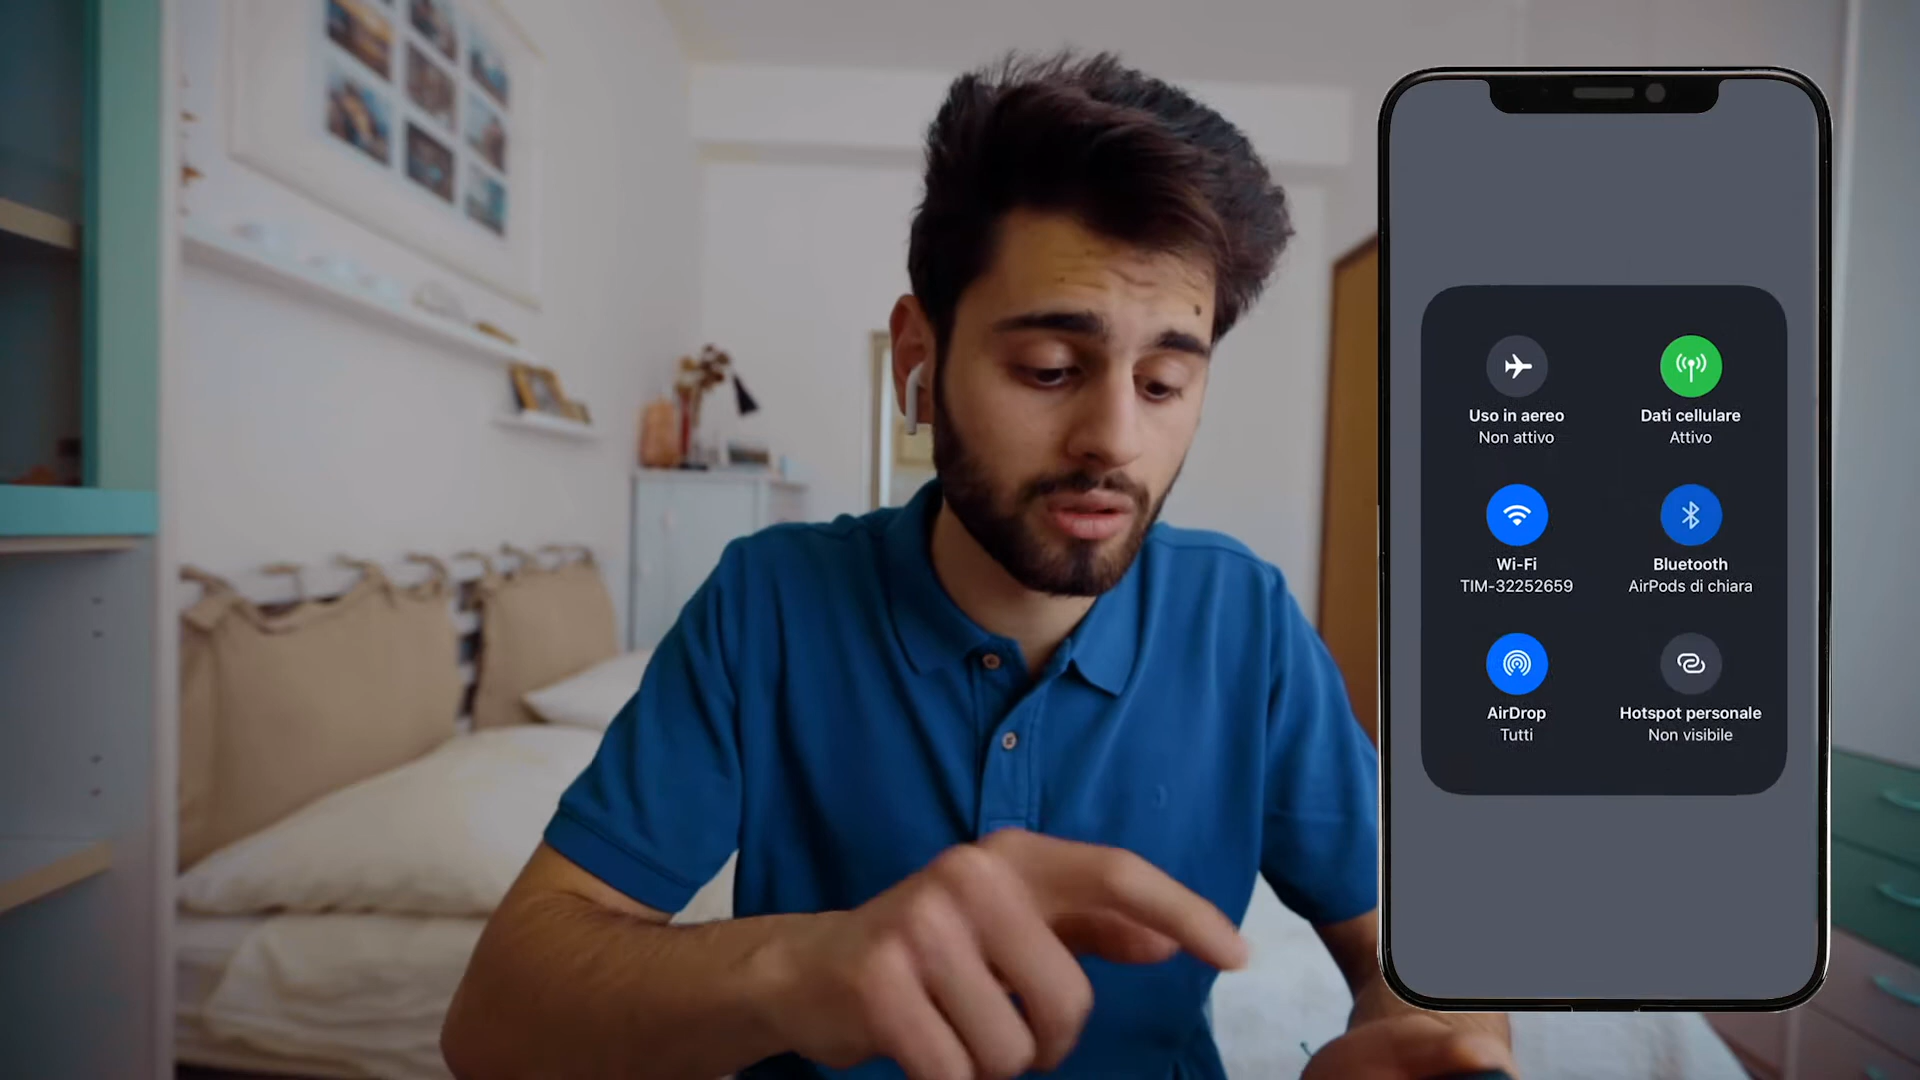 Uso in aereo
Non attivo
Dati cellulare
Attivo
Wi-Fi
TIM-32252659
Bluetooth
AirPods di chiara
AirDrop
Tutti
Hotspot personale
Non visibile